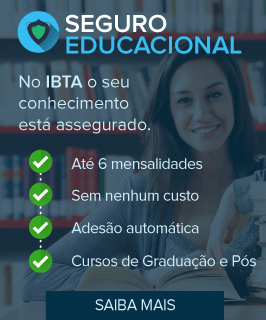 SEGURO
EDUCACIONAL
No IBTA o seu
conhecimento
está assegurado.
Até 6 mensalidades
Sem nenhum custo
Adesão automática
Cursos de Graduação e Pós
SAIBA MAIS